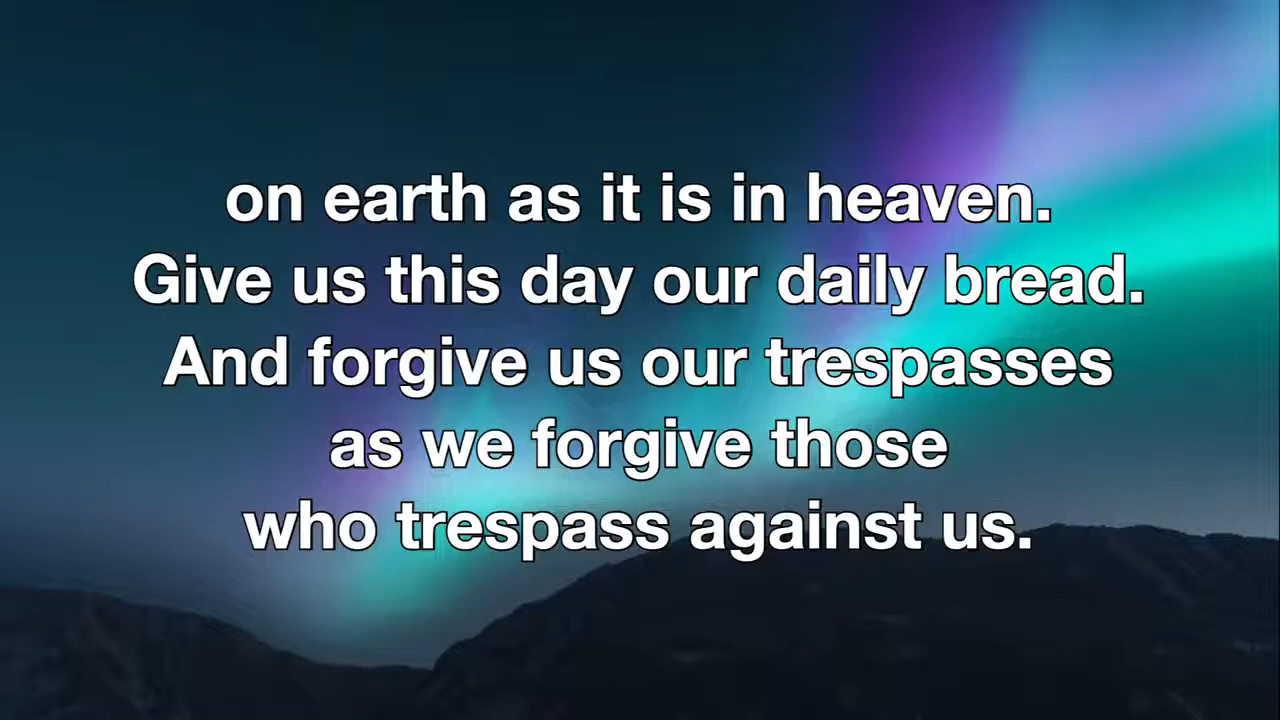 on earth as it is in heaven.
Give us this day our daily bread.
And forgive us our trespasses
as we forgive those
who trespass against us.